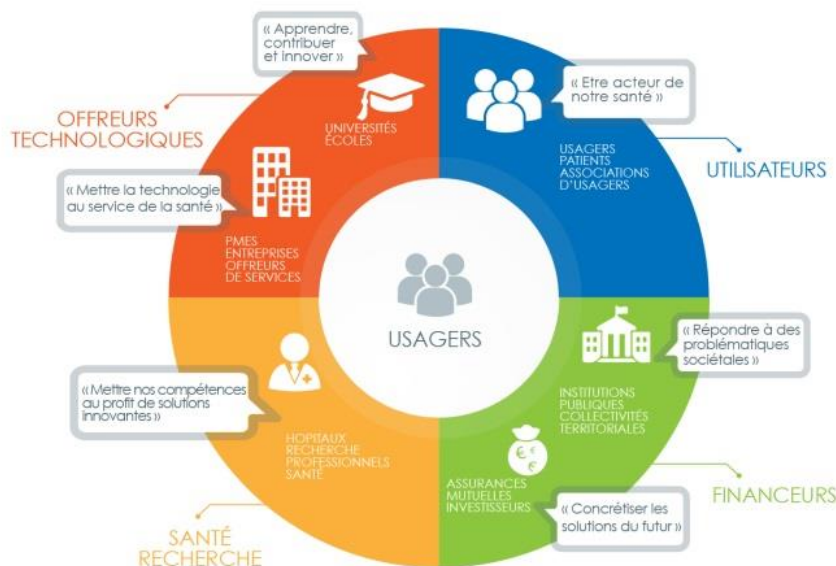 « Apprendre,
contribuer
et innover »
OFFREURS
TECHNOLOGIQUES
UNIVERSITÉS
ÉCOLES
« Mettre la technologie
au service de la santé »
PMES
ENTREPRISES
OFFREURS
DE SERVICES
« Etre acteur de
notre santé »
USAGERS
PATIENTS
ASSOCIATIONS
D'USAGERS
UTILISATEURS
USAGERS
« Répondre à des
problématiques
sociétales »
INSTITUTIONS
PUBLIQUES
COLLECTIVITÉS
TERRITORIALES
€ € €
ASSURANCES
MUTUELLES
INVESTISSEURS
« Concrétiser les
solutions du futur »
FINANCEURS
« Mettre nos compétences
au profit de solutions
innovantes »
HOPITAUX
RECHERCHE
PROFESSIONNELS
SANTÉ
SANTÉ
RECHERCHE